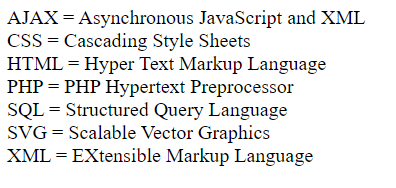 AJAX = Asynchronous JavaScript and XML
CSS = Cascading Style Sheets
HTML = Hyper Text Markup Language
PHP = PHP Hypertext Preprocessor
SQL = Structured Query Language
SVG = Scalable Vector Graphics
XML = EXtensible Markup Language